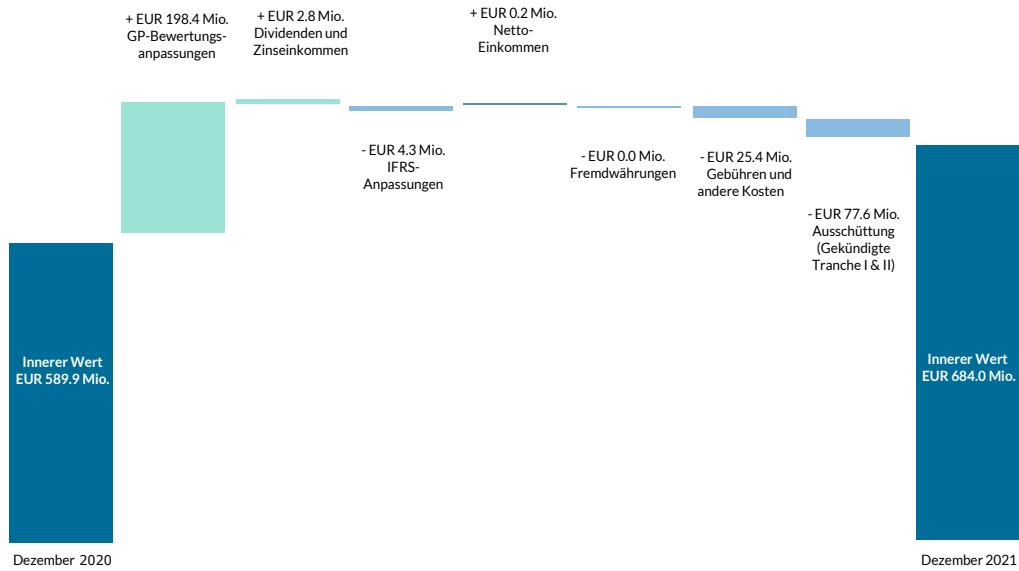 + EUR 198.4 Mio.
GP-Bewertungs-
anpassungen
+ EUR 2.8 Mio.
Dividenden und
Zinseinkommen
+ EUR 0.2 Mio.
Netto-
Einkommen
- EUR 4.3 Mio.
IFRS-
Anpassungen
- EUR 0.0 Mio.
Fremdwährungen
- EUR 25.4 Mio.
Gebühren und
andere Kosten
- EUR 77.6 Mio.
Ausschüttung
(Gekündigte
Tranche I & II)
Innerer Wert
EUR 589.9 Mio.
Innerer Wert
EUR 684.0 Mio.
Dezember 2020
Dezember 2021